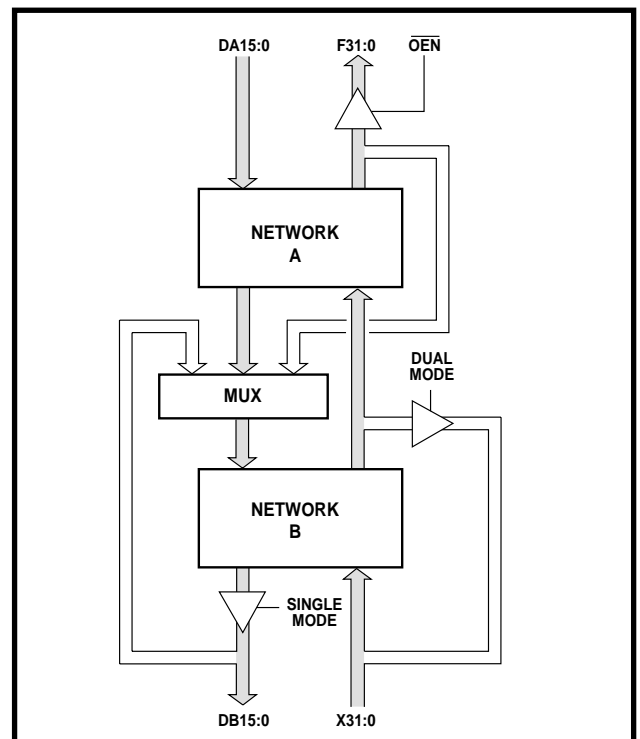 DA15:0
F31:0
OEN
NETWORK
A
DUAL
MODE
MUX
NETWORK
B
SINGLE
MODE
DB15:0
X31:0